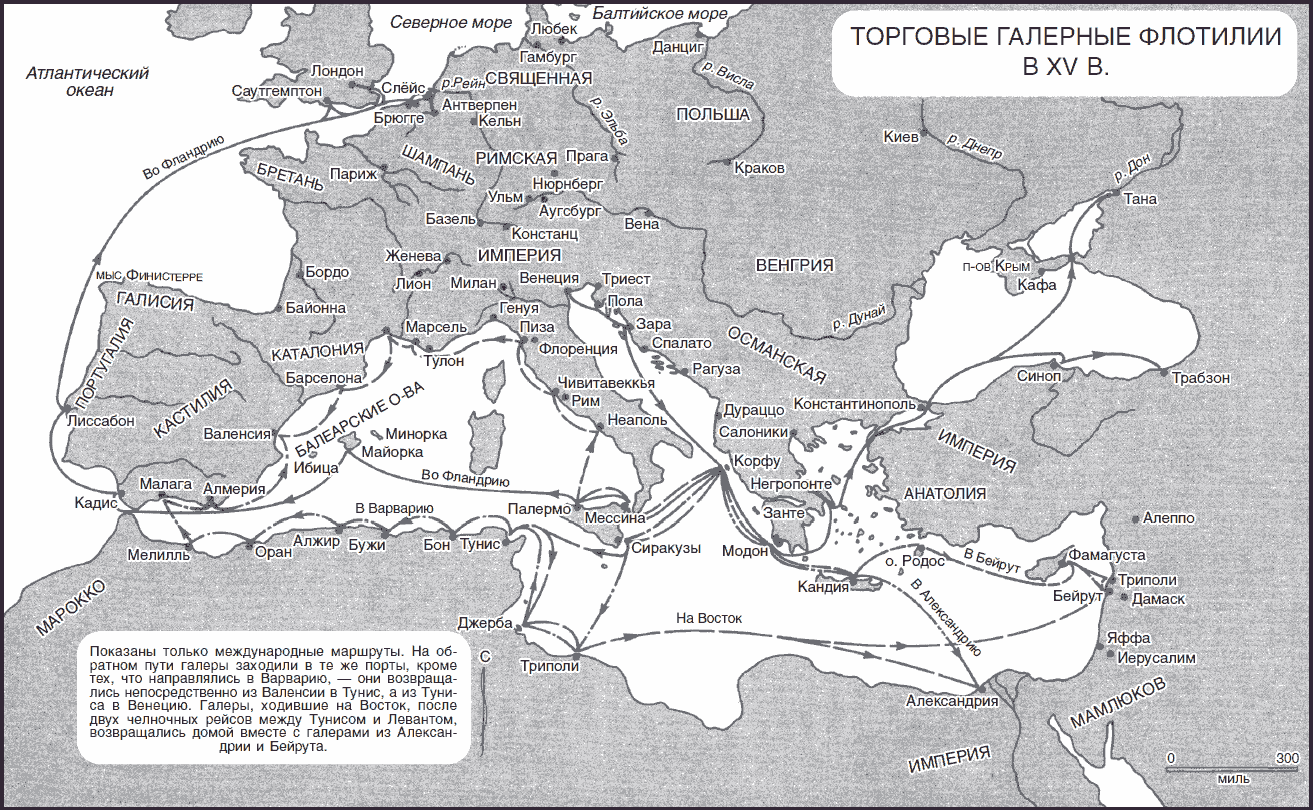 ТОРГОВЫЕ ГАЛЕРНЫЕ ФЛОТИЛИИ
В XV В.
Северное море
Балтийское море
Атлантический
океан
Любек
Гамбург
Данциг
р. Висла
Лондон
Саутгемптон
Слёйс
р.Рейн
СВЯЩЕННАЯ
Антверпен
Брюгге
Кельн
р. Эльба
ПОЛЬША
Киев
р. Днепр
Во Фландрию
ШАМПАНЬ
РИМСКАЯ
Прага
Краков
р. Дон
БРЕТАНЬ
Париж
Нюрнберг
Ульм
Аугсбург
Тана
Базель
Констанц
Вена
Женева
ИМПЕРИЯ
ВЕНГРИЯ
п-ов Крым
Кафа
мыс Финистерре
Бордо
Лион
Милан
Венеция
Триест
ГАЛИСИЯ
Байонна
Генуя
Пола
р. Дунай
ПОРТУГАЛИЯ
Марсель
Пиза
Зара
КАТАЛОНИЯ
Тулон
Флоренция
Спалато
ОСМАНСКАЯ
Барселона
Рагуза
Синоп
Трабзон
КАСТИЛИЯ
БАЛЕАРСКИЕ О-ВА
Чивитавеккья
Рим
Лиссабон
Неаполь
Дураццо
Константинополь
Валенсия
Минорка
Салоники
ИМПЕРИЯ
Майорка
Ибица
Корфу
Малага
Алмерия
Во Фландрию
Негропонте
АНАТОЛИЯ
Кадис
В Варварию
Палермо
Мессина
Занте
Алеппо
Мелилль
Оран
Алжир
Бужи
Бон
Тунис
Сиракузы
Модон
о. Родос
В Бейрут
Фамагуста
Кандия
Триполи
Бейрут
Дамаск
МАРОККО
В Александрию
Джерба
На Восток
Яффа
Иерусалим
С
Триполи
Александрия
МАМЛЮКОВ
ИМПЕРИЯ
Показаны только международные маршруты. На об-
ратном пути галеры заходили в те же порты, кроме
тех, что направлялись в Варварию, — они возвраща-
лись непосредственно из Валенсии в Тунис, а из Туни-
са в Венецию. Галеры, ходившие на Восток, после
двух челночных рейсов между Тунисом и Левантом,
возвращались домой вместе с галерами из Алексан-
дрии и Бейрута.
0 300
миль